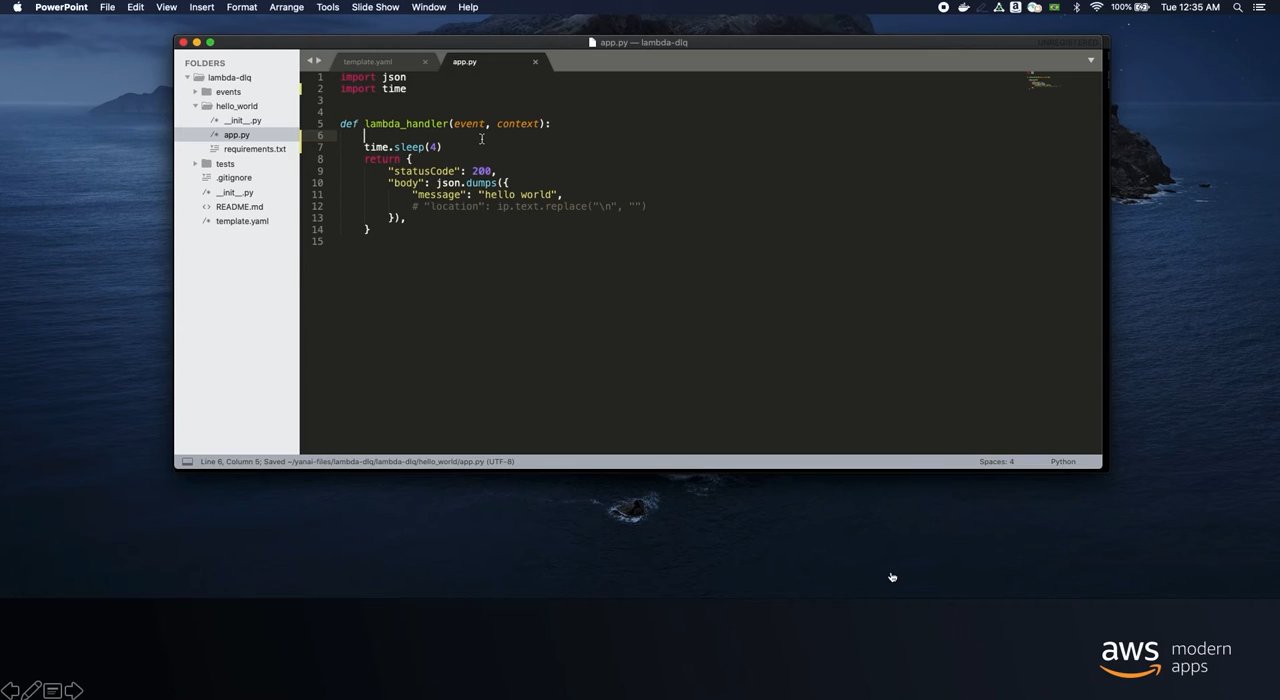 PowerPoint File Edit View Insert Format Arrange Tools Slide Show Window Help 100% Tue 12:35 AM
app.py — lambda-dlq UNREGISTERED
FOLDERS
lambda-dlq
events
hello_world
__init__.py
app.py
requirements.txt
tests
.gitignore
__init__.py
README.md
template.yaml
template.yaml app.py
1 import json
2 import time
3
4
5 def lambda_handler(event, context):
6
7 time.sleep(4)
8 return {
9 "statusCode": 200,
10 "body": json.dumps({
11 "message": "hello world",
12 # "location": ip.text.replace("\n", "")
13 }),
14 }
15
Line 6, Column 5; Saved ~/yanai-files/lambda-dlq/lambda-dlq/hello_world/app.py (UTF-8) Spaces: 4 Python
aws modern
apps